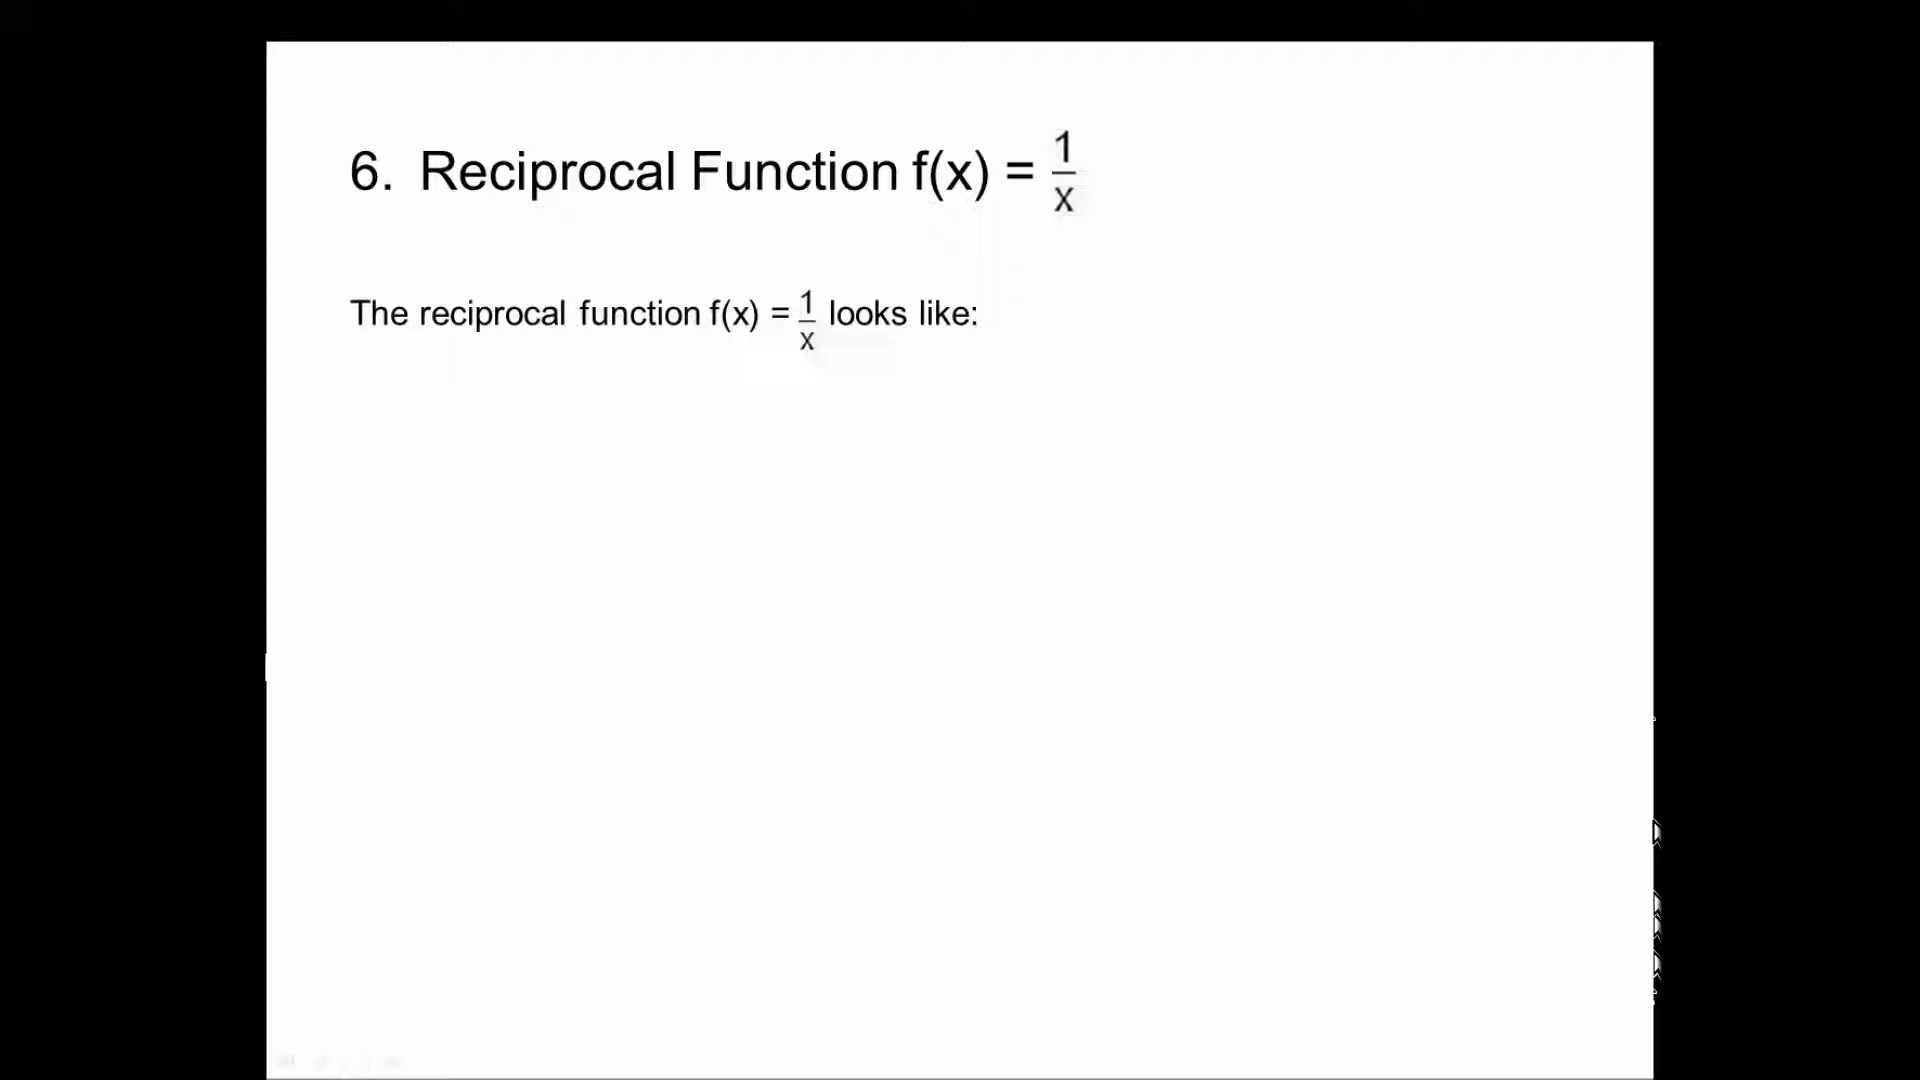 6. Reciprocal Function f(x) = 1/x
The reciprocal function f(x) = 1/x looks like: